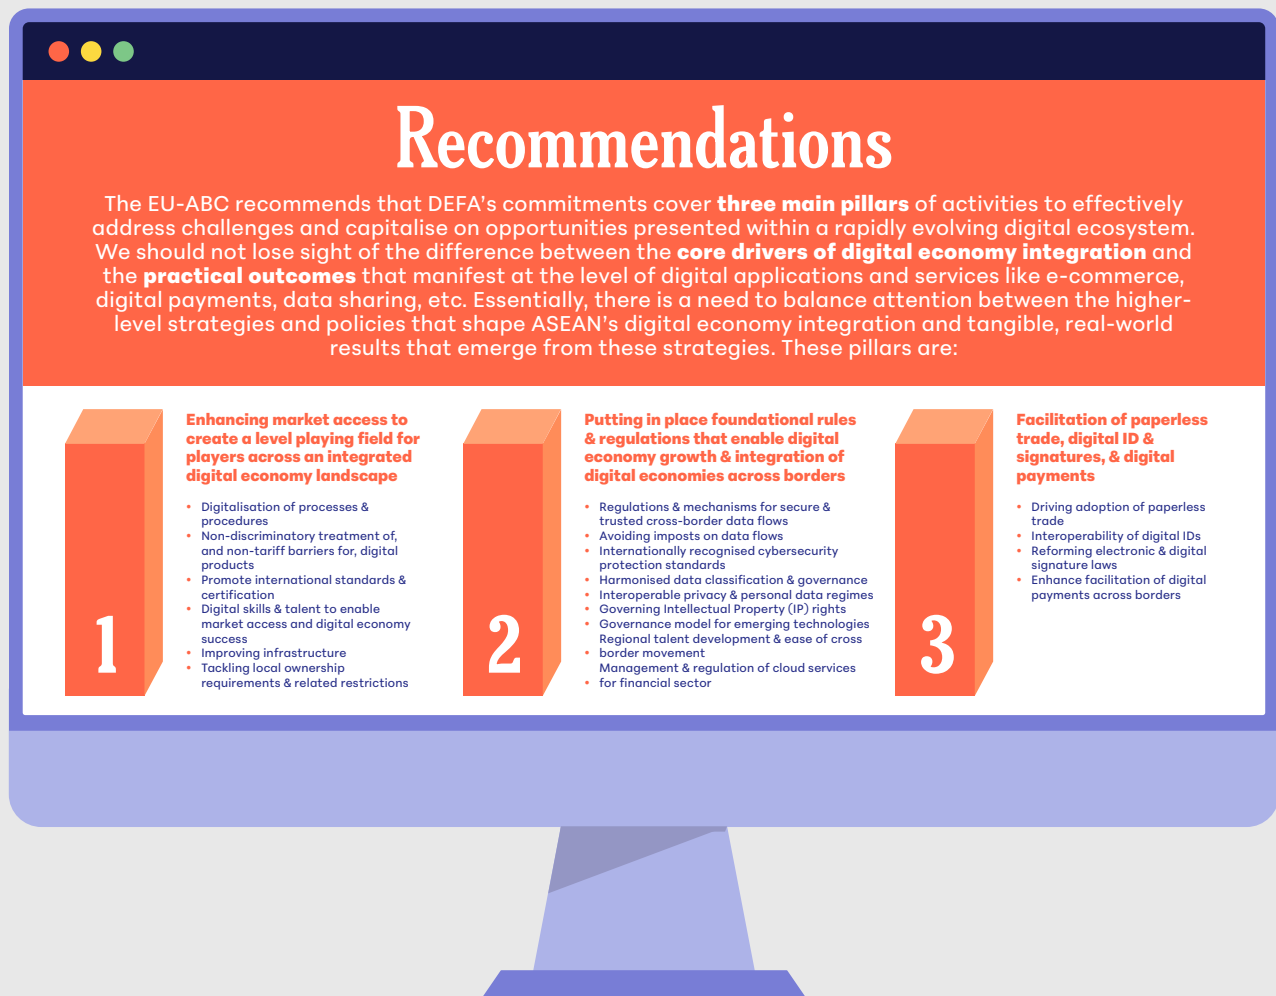 Recommendations
The EU-ABC recommends that DEFA's commitments cover three main pillars of activities to effectively
address challenges and capitalise on opportunities presented within a rapidly evolving digital ecosystem.
We should not lose sight of the difference between the core drivers of digital economy integration and
the practical outcomes that manifest at the level of digital applications and services like e-commerce,
digital payments, data sharing, etc. Essentially, there is a need to balance attention between the higher-
level strategies and policies that shape ASEAN's digital economy integration and tangible, real-world
results that emerge from these strategies. These pillars are:
1
Enhancing market access to
create a level playing field for
players across an integrated
digital economy landscape
• Digitalisation of processes &
procedures
• Non-discriminatory treatment of,
and non-tariff barriers for, digital
products
• Promote international standards &
certification
• Digital skills & talent to enable
market access and digital economy
success
• Improving infrastructure
• Tackling local ownership
requirements & related restrictions
2
Putting in place foundational rules
& regulations that enable digital
economy growth & integration of
digital economies across borders
• Regulations & mechanisms for secure &
trusted cross-border data flows
• Avoiding imposts on data flows
• Internationally recognised cybersecurity
protection standards
• Harmonised data classification & governance
• Interoperable privacy & personal data regimes
• Governing Intellectual Property (IP) rights
• Governance model for emerging technologies
Regional talent development & ease of cross
• border movement
Management & regulation of cloud services
• for financial sector
3
Facilitation of paperless
trade, digital ID &
signatures, & digital
payments
• Driving adoption of paperless
trade
• Interoperability of digital IDs
• Reforming electronic & digital
signature laws
• Enhance facilitation of digital
payments across borders